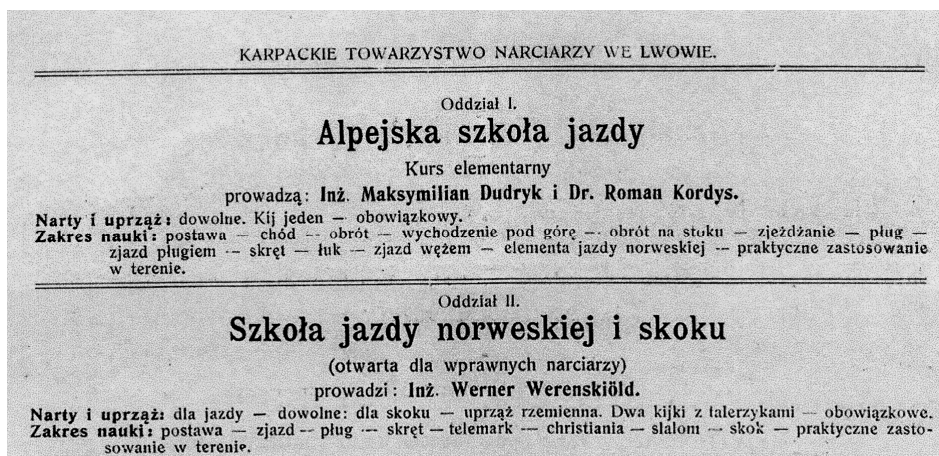 KARPACKIE TOWARZYSTWO NARCIARZY WE LWOWIE.
Oddział I.
Alpejska szkoła jazdy
Kurs elementarny
prowadzą: Inż. Maksymilian Dudryk i Dr. Roman Kordys.
Narty i uprząż: dowolne. Kij jeden — obowiązkowy.
Zakres nauki: postawa — chód — obrót — wychodzenie pod górę — obrót na stoku — zjeżdżanie — pług —
zjazd pługiem — skręt — łuk — zjazd wężem — elementa jazdy norweskiej — praktyczne zastosowanie
w terenie.
Oddział II.
Szkoła jazdy norweskiej i skoku
(otwarta dla wprawnych narciarzy)
prowadzi: Inż. Werner Werenskiöld.
Narty i uprząż: dla jazdy — dowolne: dla skoku — uprząż rzemienna. Dwa kijki z talerzykami — obowiązkowe.
Zakres nauki: postawa — zjazd — pług — skręt — telemark — christiania — slalom — skok — praktyczne zasto-
sowanie w terenie.